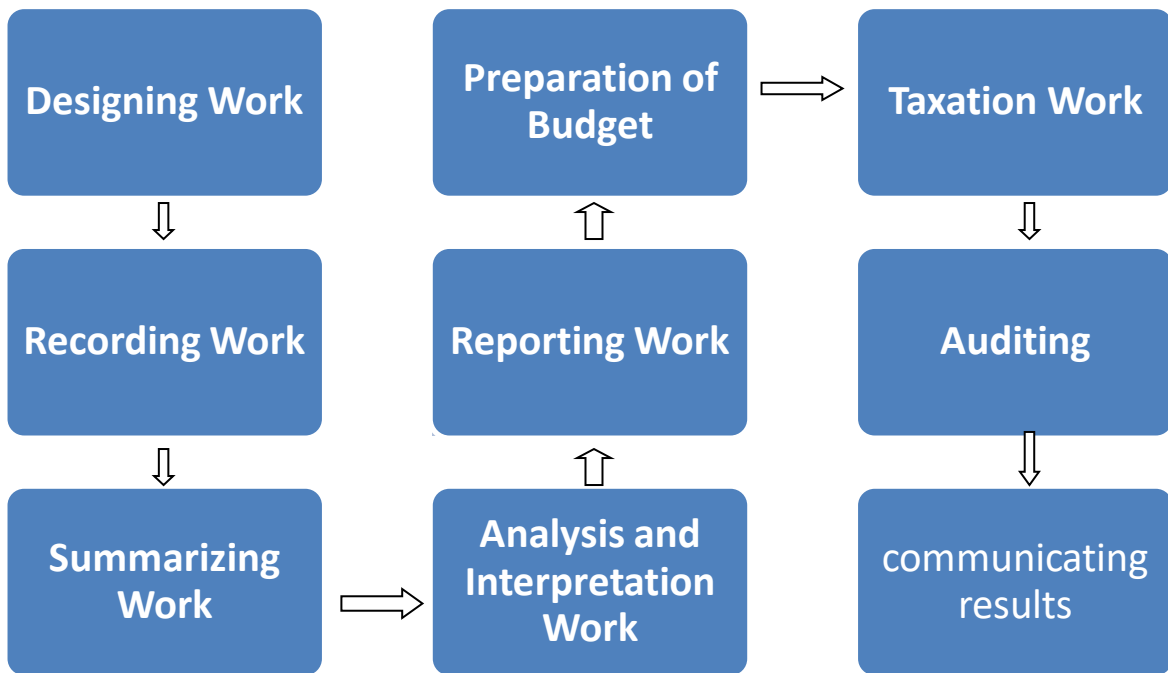 Designing Work
Recording Work
Summarizing
Work
Analysis and
Interpretation
Work
Reporting Work
Preparation of
Budget
Taxation Work
Auditing
communicating
results